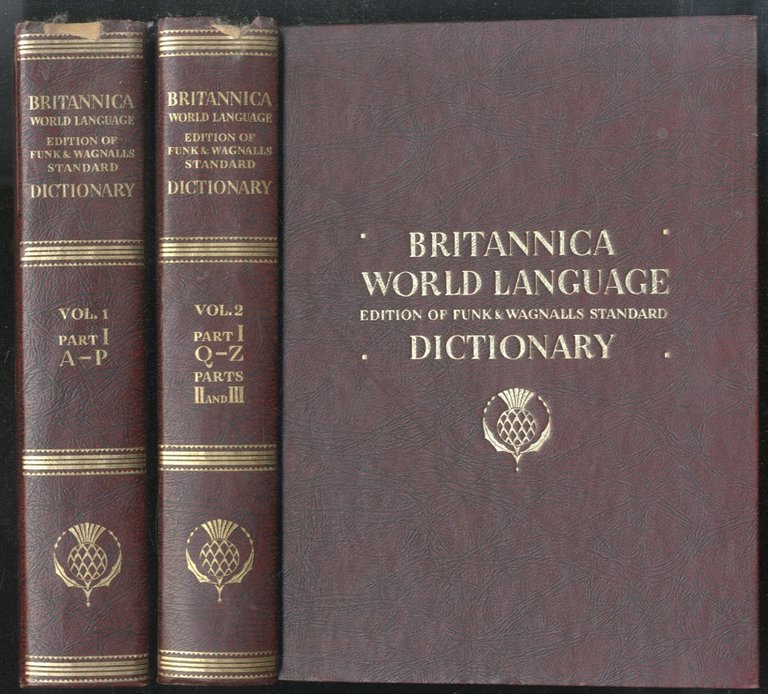 BRITANNICA
WORLD LANGUAGE
EDITION OF
FUNK & WAGNALLS
STANDARD
DICTIONARY
VOL. 1
PART I
A–P
BRITANNICA
WORLD LANGUAGE
EDITION OF
FUNK & WAGNALLS
STANDARD
DICTIONARY
VOL. 2
PART I
Q–Z
PARTS
II AND III
BRITANNICA
WORLD LANGUAGE
EDITION OF FUNK & WAGNALLS STANDARD
DICTIONARY